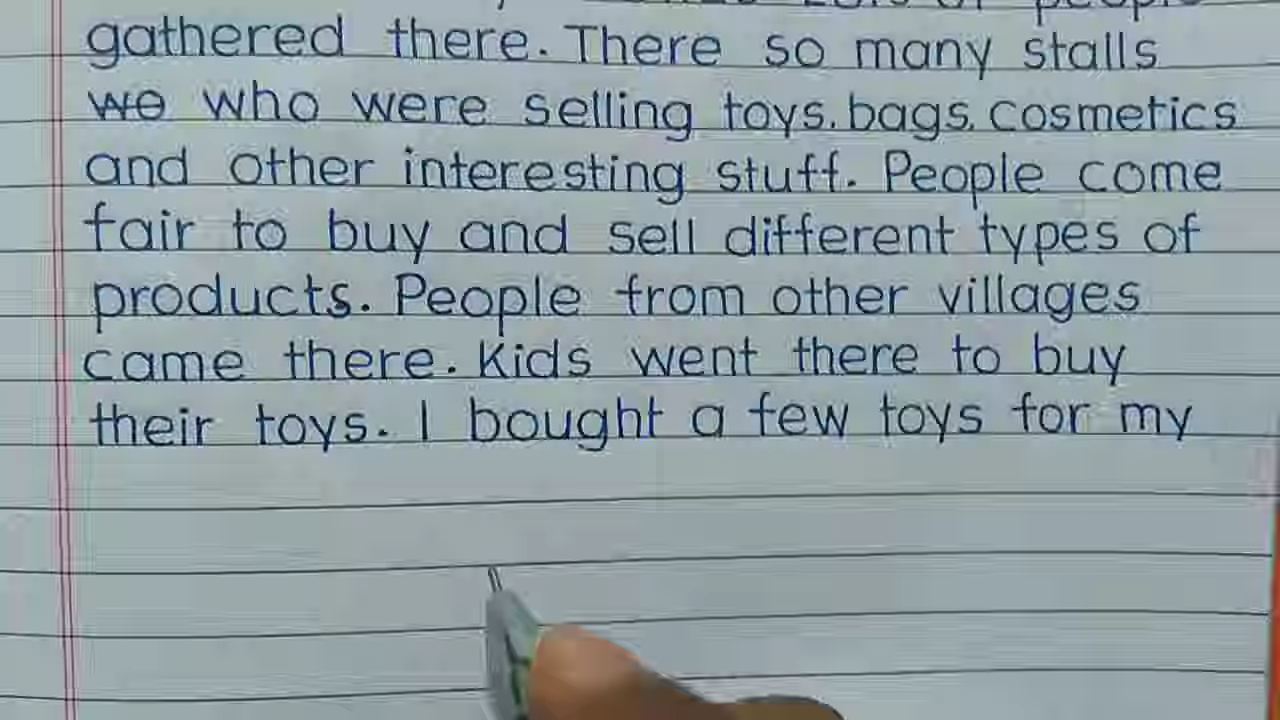 people
gathered there. There so many stalls
we who were selling toys, bags, cosmetics
and other interesting stuff. People come
fair to buy and sell different types of
products. People from other villages
came there. Kids went there to buy
their toys. I bought a few toys for my